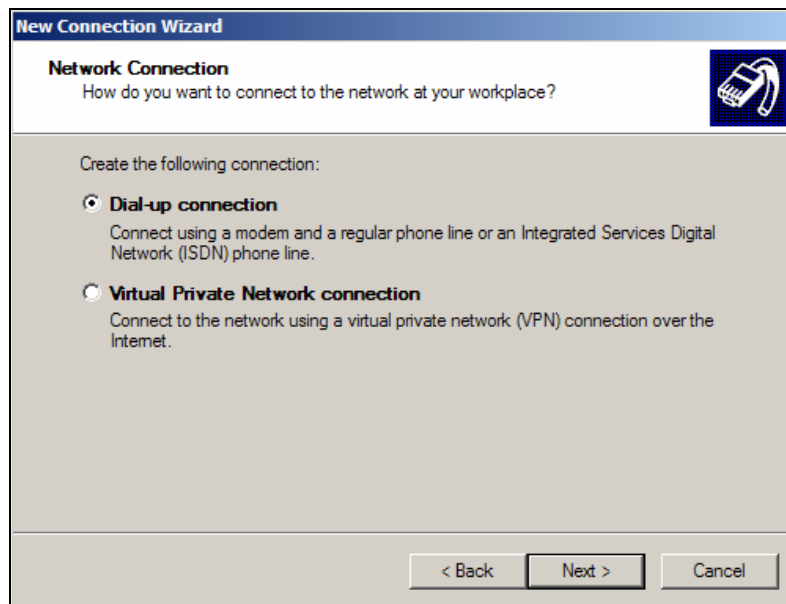 New Connection Wizard
Network Connection
How do you want to connect to the network at your workplace?
Create the following connection:
Dial-up connection
Connect using a modem and a regular phone line or an Integrated Services Digital
Network (ISDN) phone line.
Virtual Private Network connection
Connect to the network using a virtual private network (VPN) connection over the
Internet.
< Back Next > Cancel